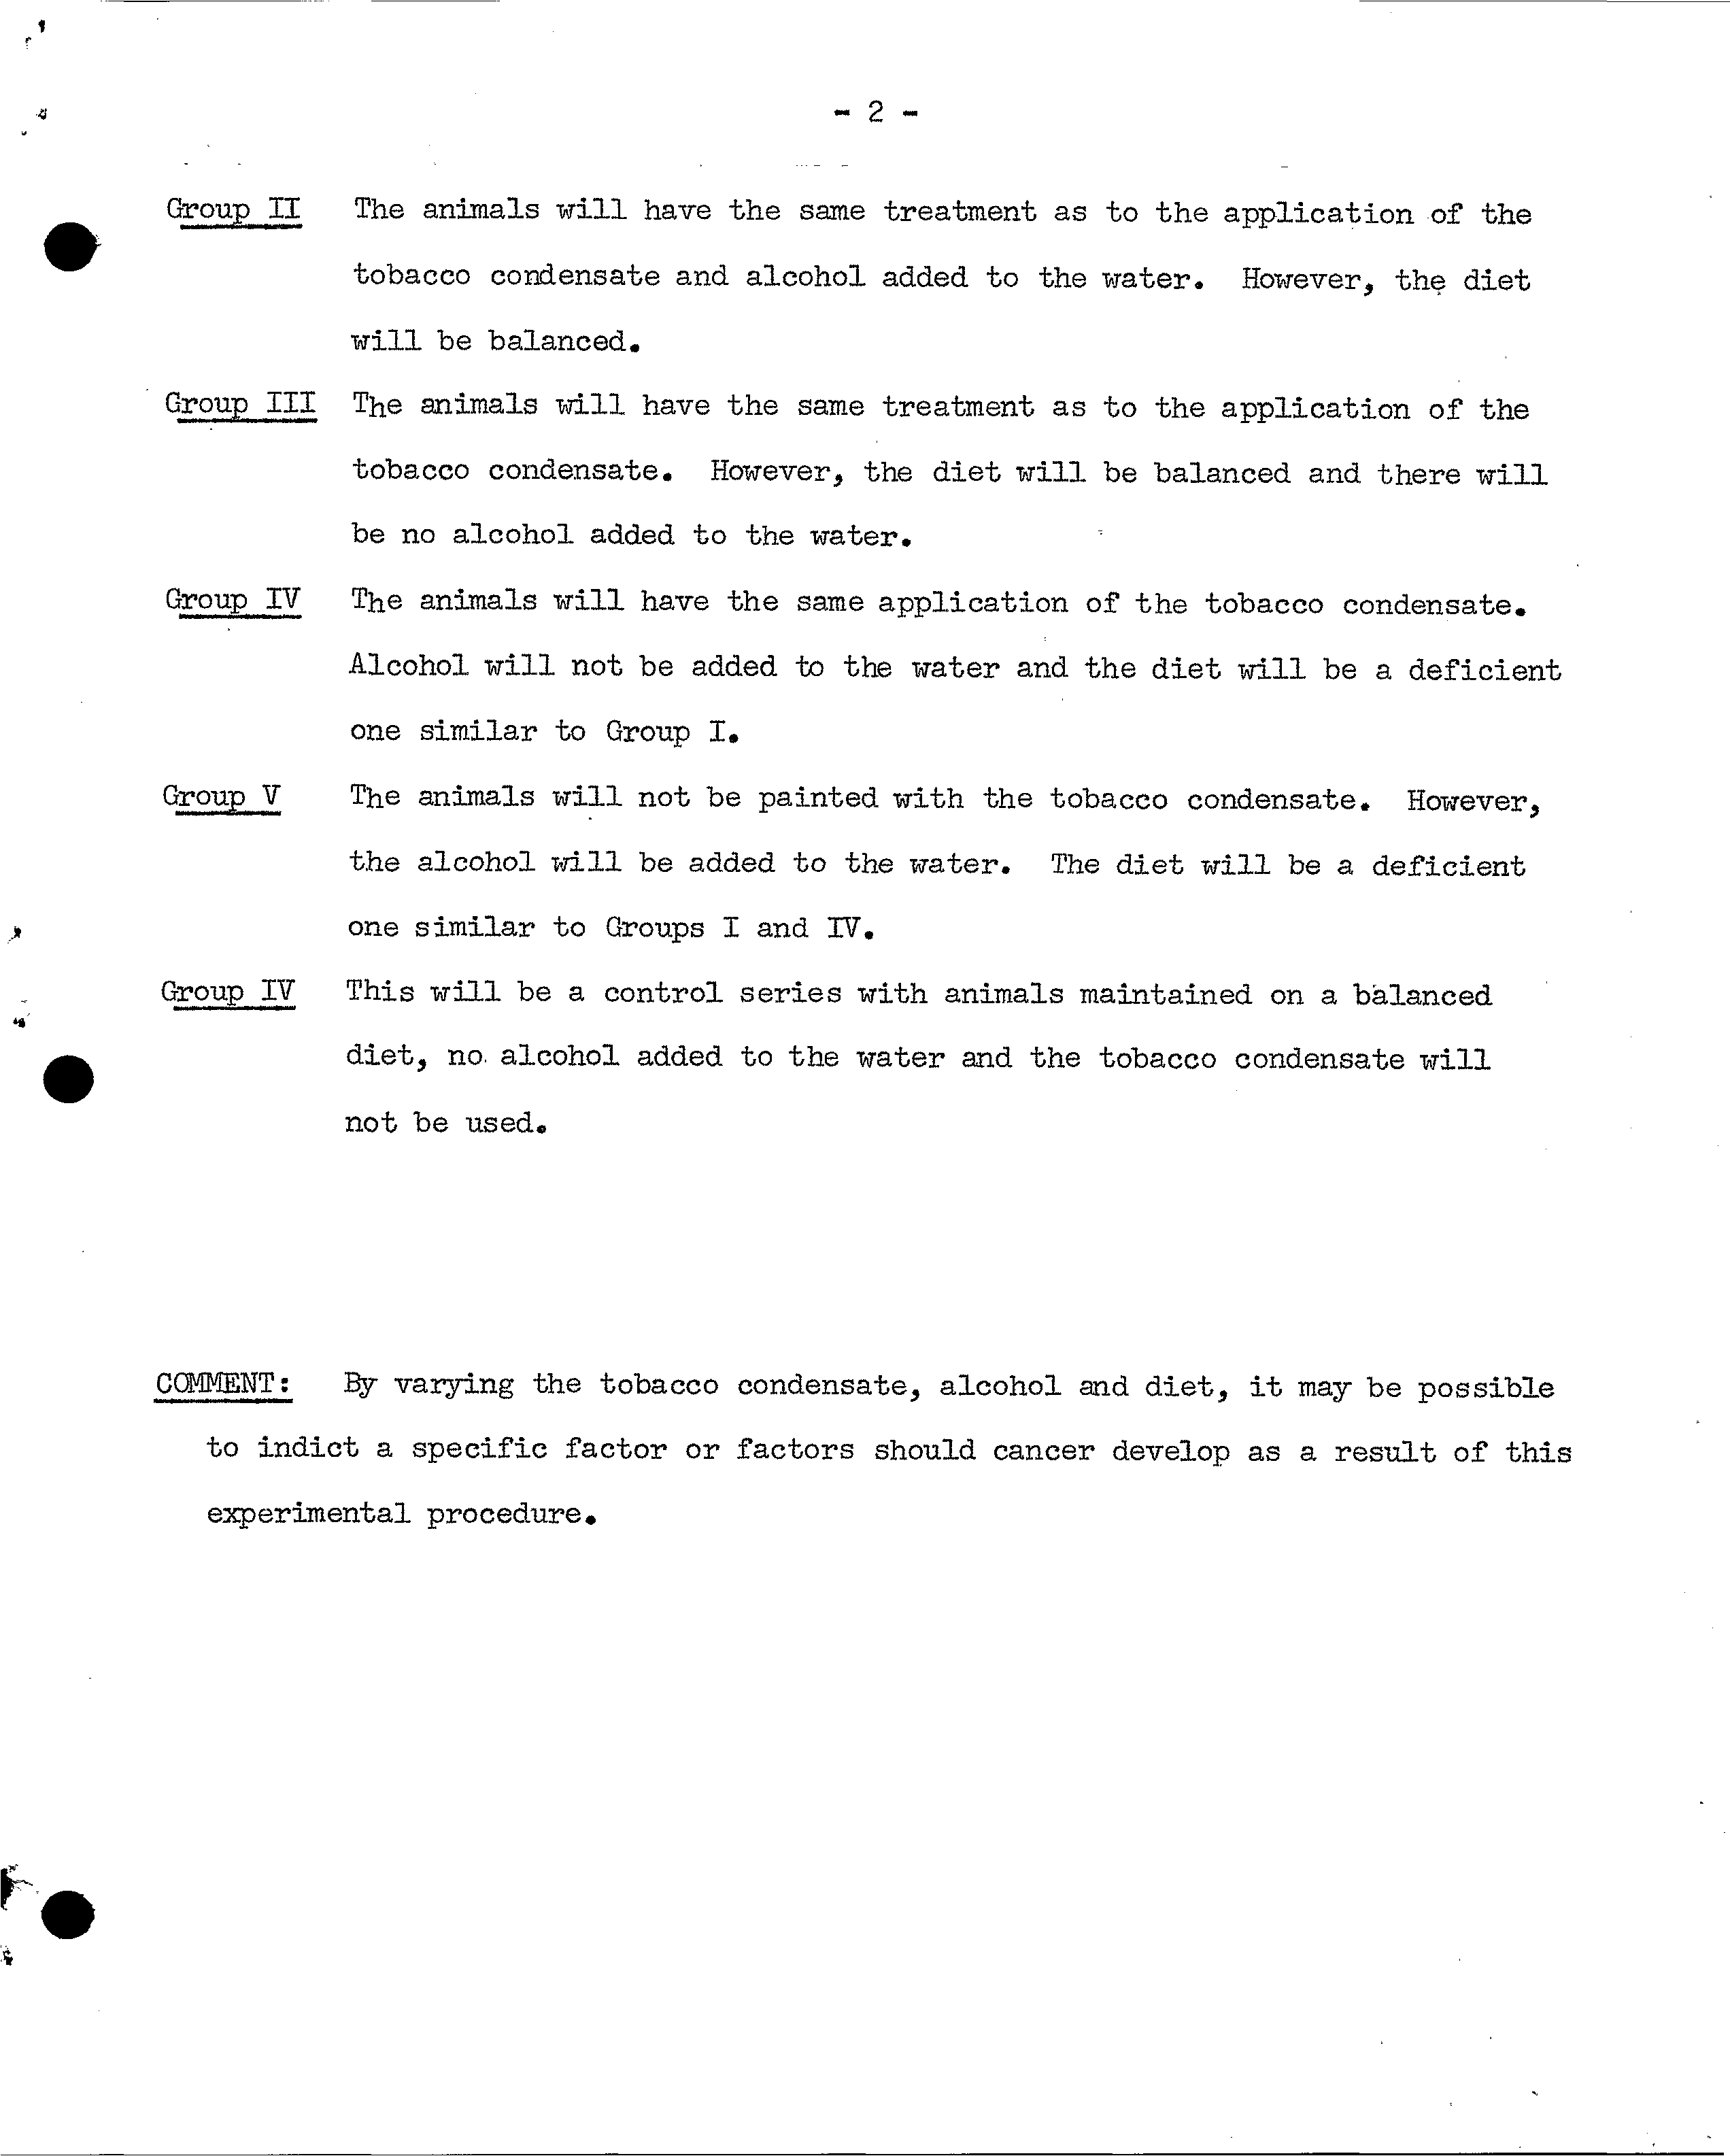 - 2 -
Group II The animals will have the same treatment as to the application of the
tobacco condensate and alcohol added to the water. However, the diet
will be balanced.
Group III The animals will have the same treatment as to the application of the
tobacco condensate. However, the diet will be balanced and there will
be no alcohol added to the water.
Group IV The animals will have the same application of the tobacco condensate.
Alcohol will not be added to the water and the diet will be a deficient
one similar to Group I.
Group V The animals will not be painted with the tobacco condensate. However,
the alcohol will be added to the water. The diet will be a deficient
one similar to Groups I and IV.
Group IV This will be a control series with animals maintained on a balanced
diet, no alcohol added to the water and the tobacco condensate will
not be used.
COMMENT: By varying the tobacco condensate, alcohol and diet, it may be possible
to indict a specific factor or factors should cancer develop as a result of this
experimental procedure.